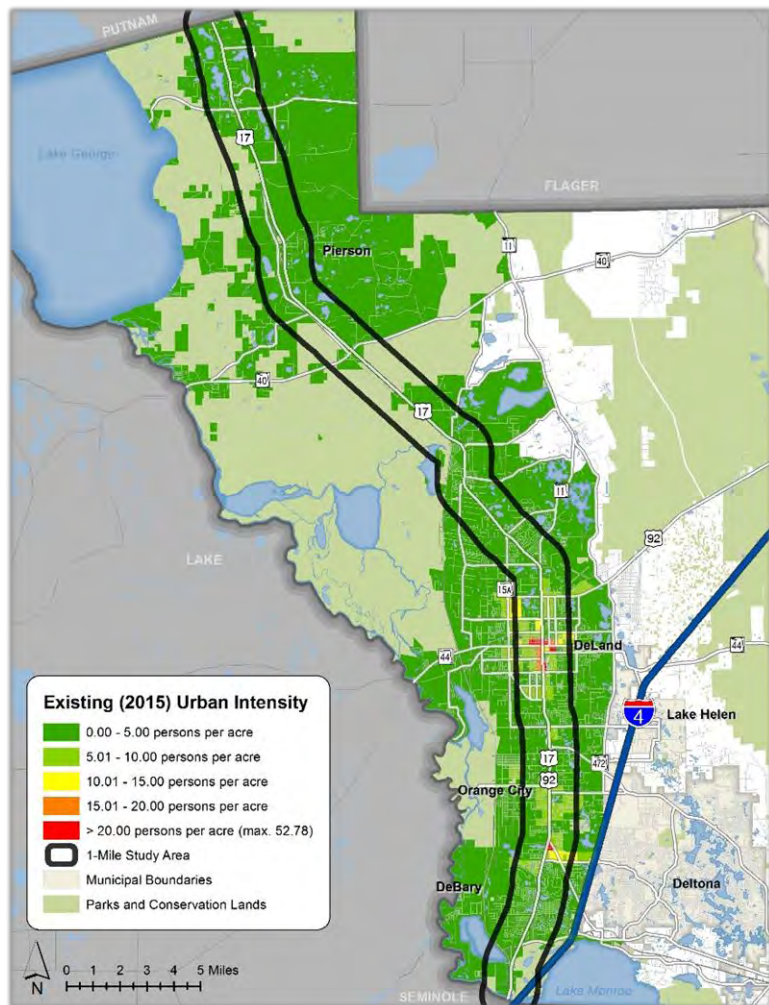 PUTNAM
Lake George
17
FLAGER
11
Pierson
40
40
17
11
92
LAKE
15A
DeLand
44
44
4
Lake Helen
17
472
92
Orange City
DeBary
Deltona
Existing (2015) Urban Intensity
0.00 - 5.00 persons per acre
5.01 - 10.00 persons per acre
10.01 - 15.00 persons per acre
15.01 - 20.00 persons per acre
> 20.00 persons per acre (max. 52.78)
1-Mile Study Area
Municipal Boundaries
Parks and Conservation Lands
N
0 1 2 3 4 5 Miles
SEMINOLE
Lake Monroe